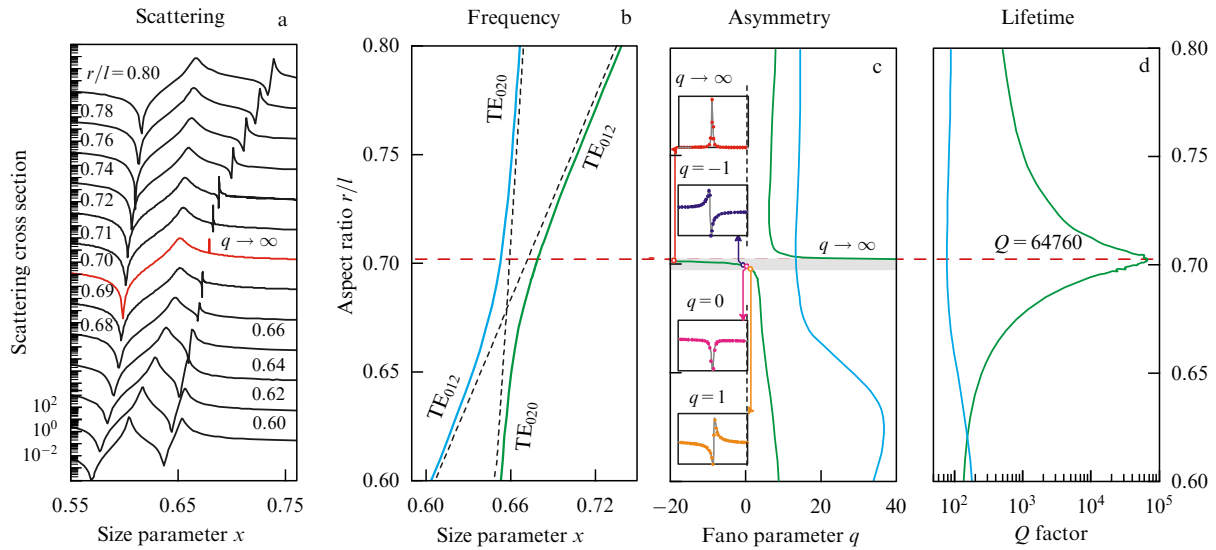 Scattering
a
r/l = 0.80
0.78
0.76
0.74
0.72
0.71
0.70
q → ∞
0.69
0.68
0.66
0.64
0.62
0.60
10²
10⁰
10⁻²
Scattering cross section
0.55
0.65
0.75
Size parameter x
Frequency
b
0.80
0.75
0.70
0.65
0.60
Aspect ratio r/l
TE₀₂₀
TE₀₁₂
TE₀₁₂
TE₀₂₀
0.60
0.66
0.72
Size parameter x
Asymmetry
c
q → ∞
q = −1
q → ∞
q = 0
q = 1
−20
0
20
40
Fano parameter q
Lifetime
d
Q = 64760
0.80
0.75
0.70
0.65
0.60
10²
10³
10⁴
10⁵
Q factor